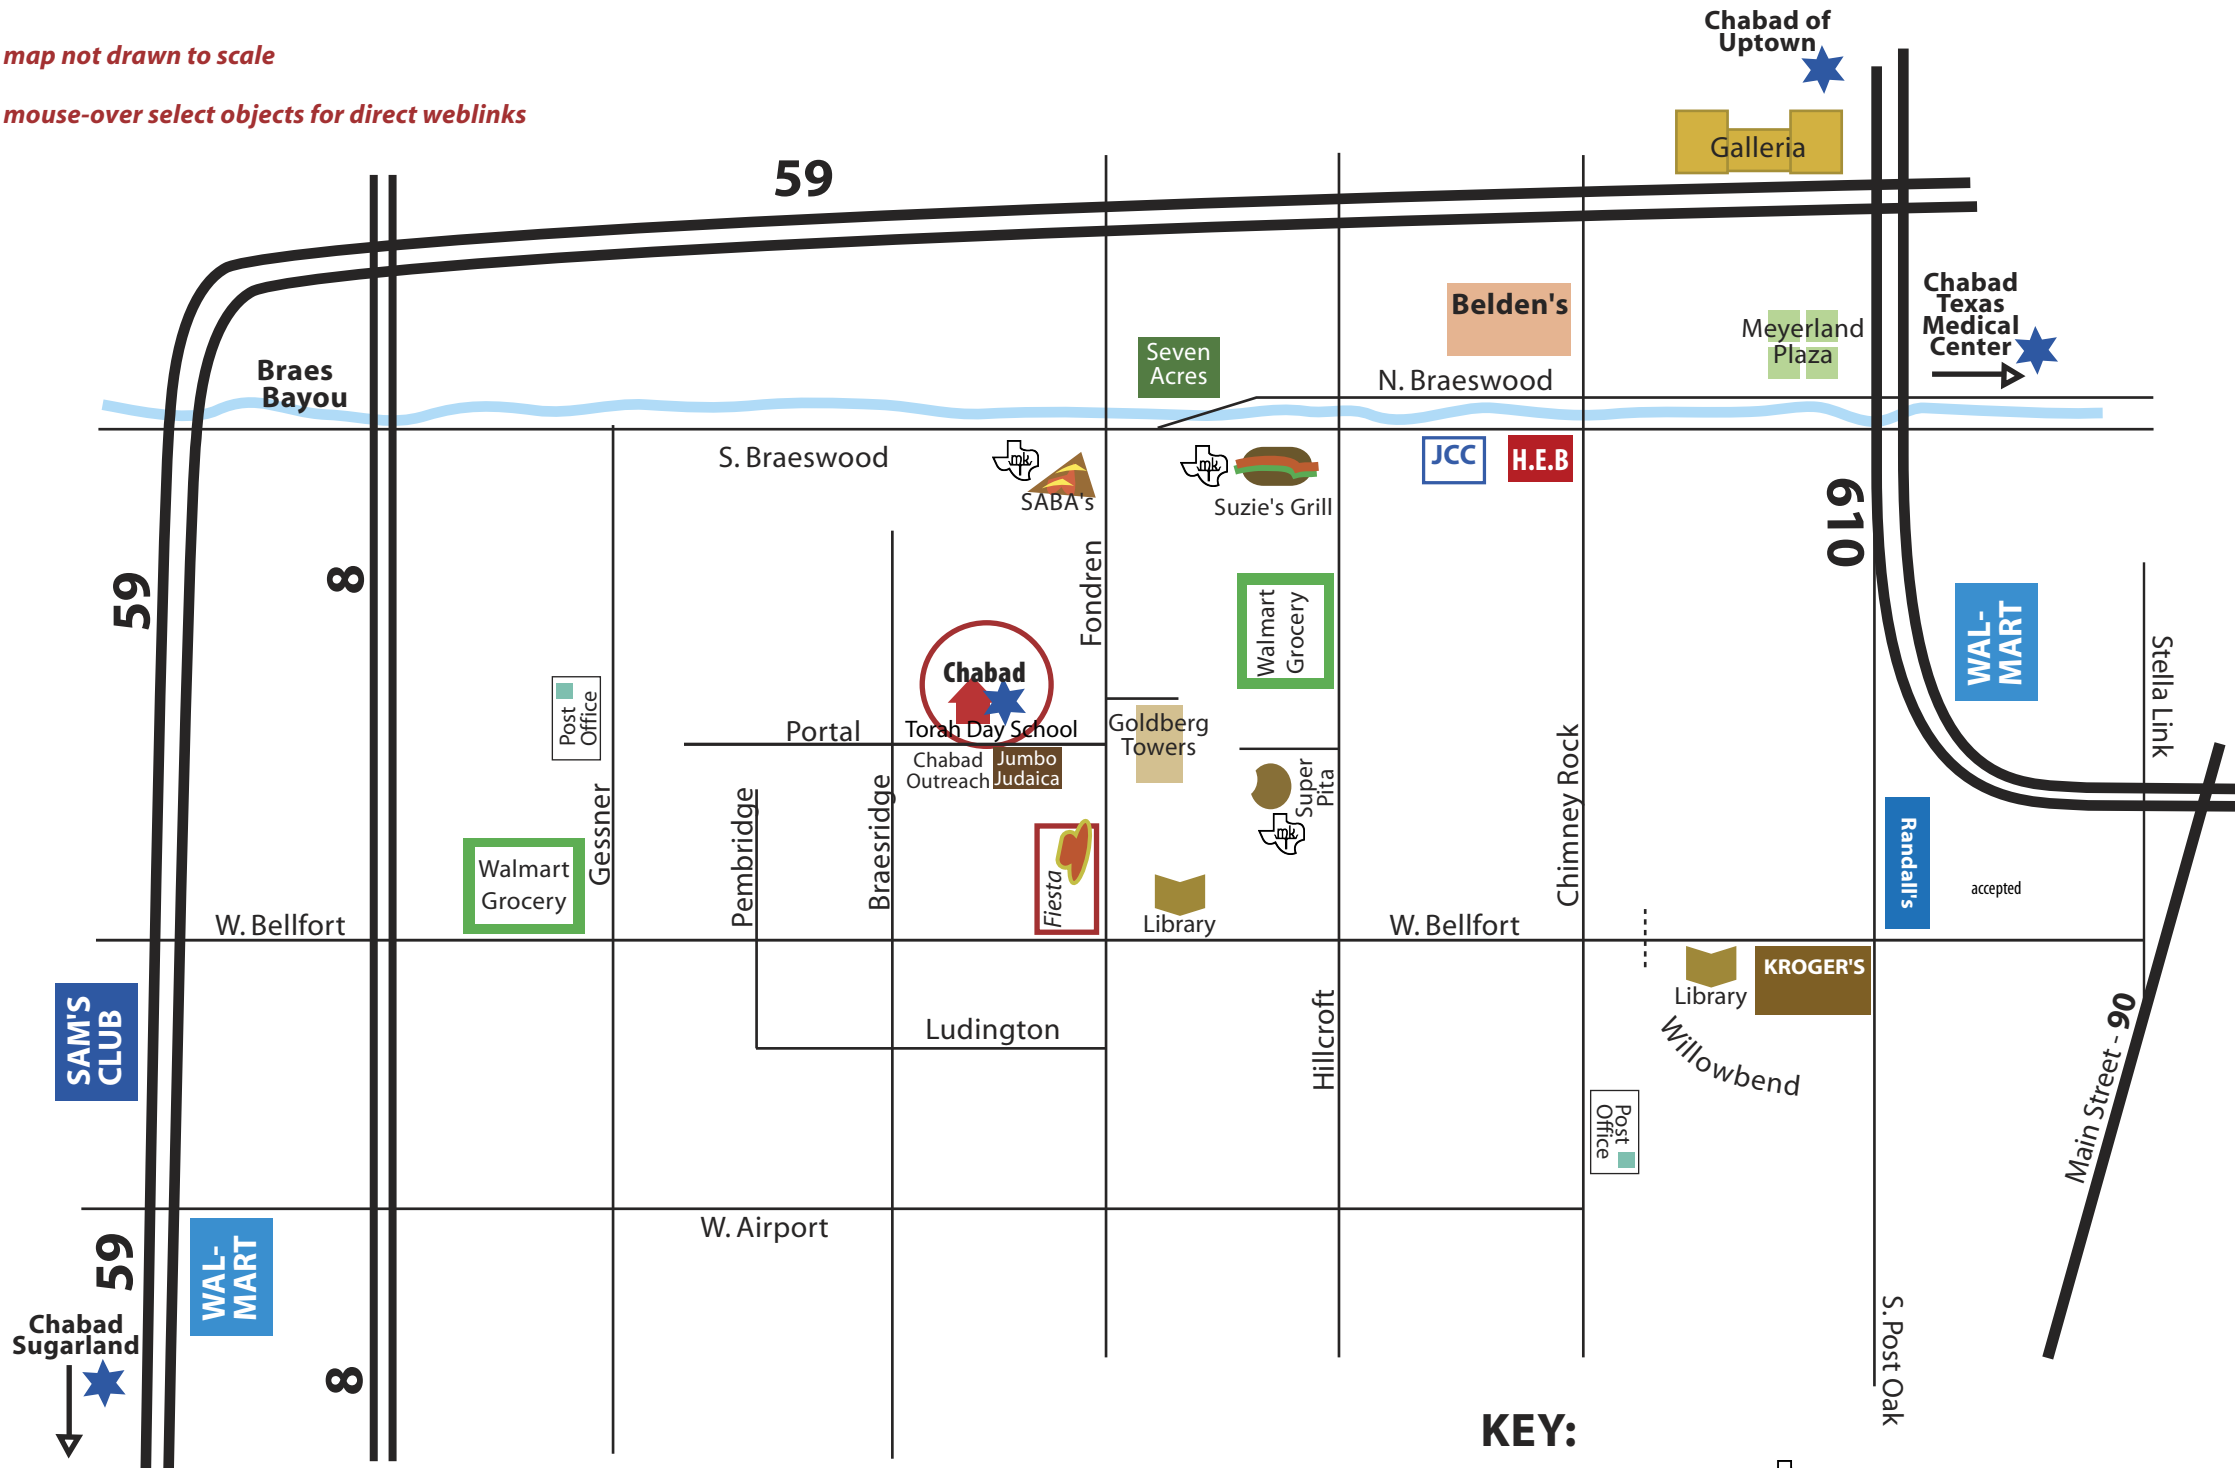 Chabad of
Uptown
map not drawn to scale
mouse-over select objects for direct weblinks
Galleria
59
Belden's
Chabad
Texas
Medical
Center
Meyerland
Plaza
Seven
Acres
Braes
Bayou
N. Braeswood
S. Braeswood
mk
SABA's
mk
Suzie's Grill
JCC
H.E.B
610
59
8
Fondren
Walmart
Grocery
WAL-
MART
Stella Link
Chabad
Torah Day School
Post
Office
Portal
Goldberg
Towers
Chabad
Outreach
Jumbo
Judaica
Super
Pita
mk
Chimney Rock
Gessner
Pembridge
Braesridge
Fiesta
Walmart
Grocery
Library
Randall's
accepted
W. Bellfort
W. Bellfort
KROGER'S
Library
SAM'S
CLUB
Ludington
Hillcroft
Willowbend
Main Street - 90
Post
Office
W. Airport
59
WAL-
MART
Chabad
Sugarland
8
S. Post Oak
KEY: